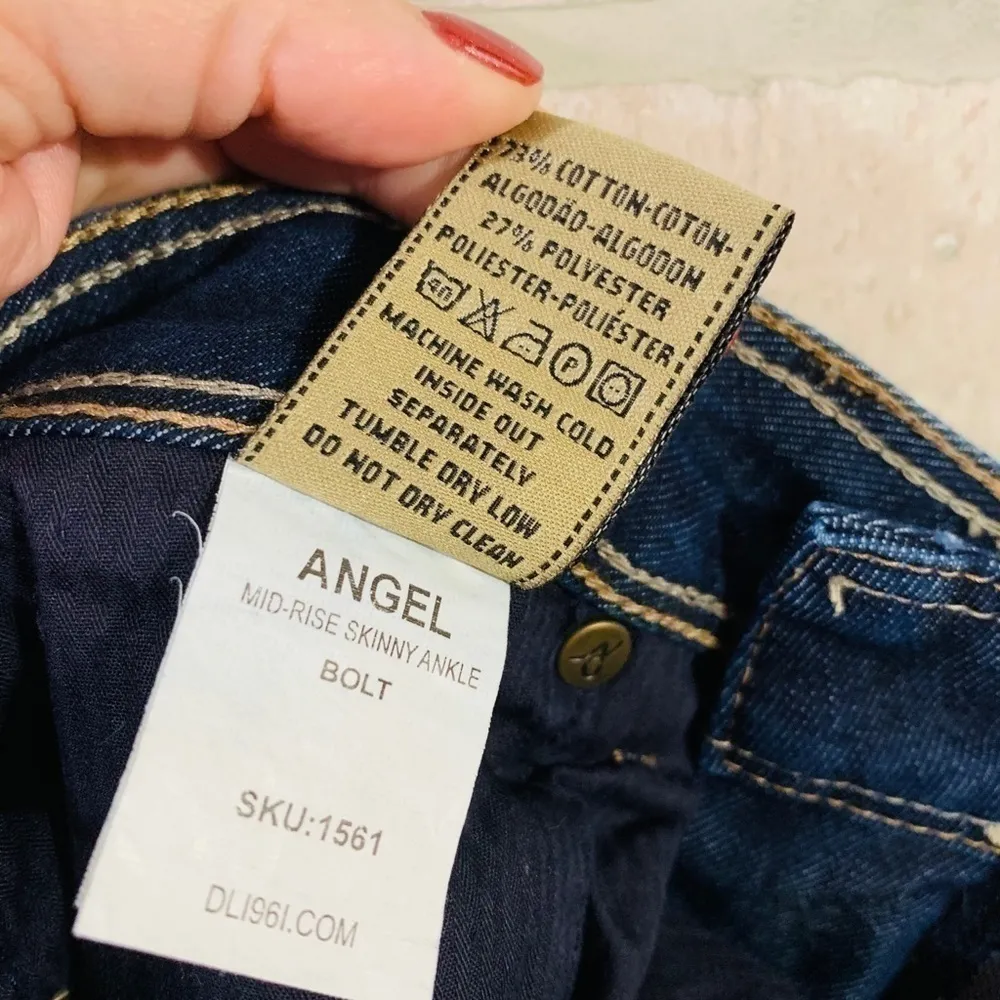 73% COTTON-COTON-
ALGODÃO-ALGODON
27% POLYESTER
POLIESTER-POLIÉSTER
40 P
MACHINE WASH COLD
INSIDE OUT
SEPARATELY
TUMBLE DRY LOW
DO NOT DRY CLEAN
ANGEL
MID-RISE SKINNY ANKLE
BOLT
SKU:1561
DL1961.COM